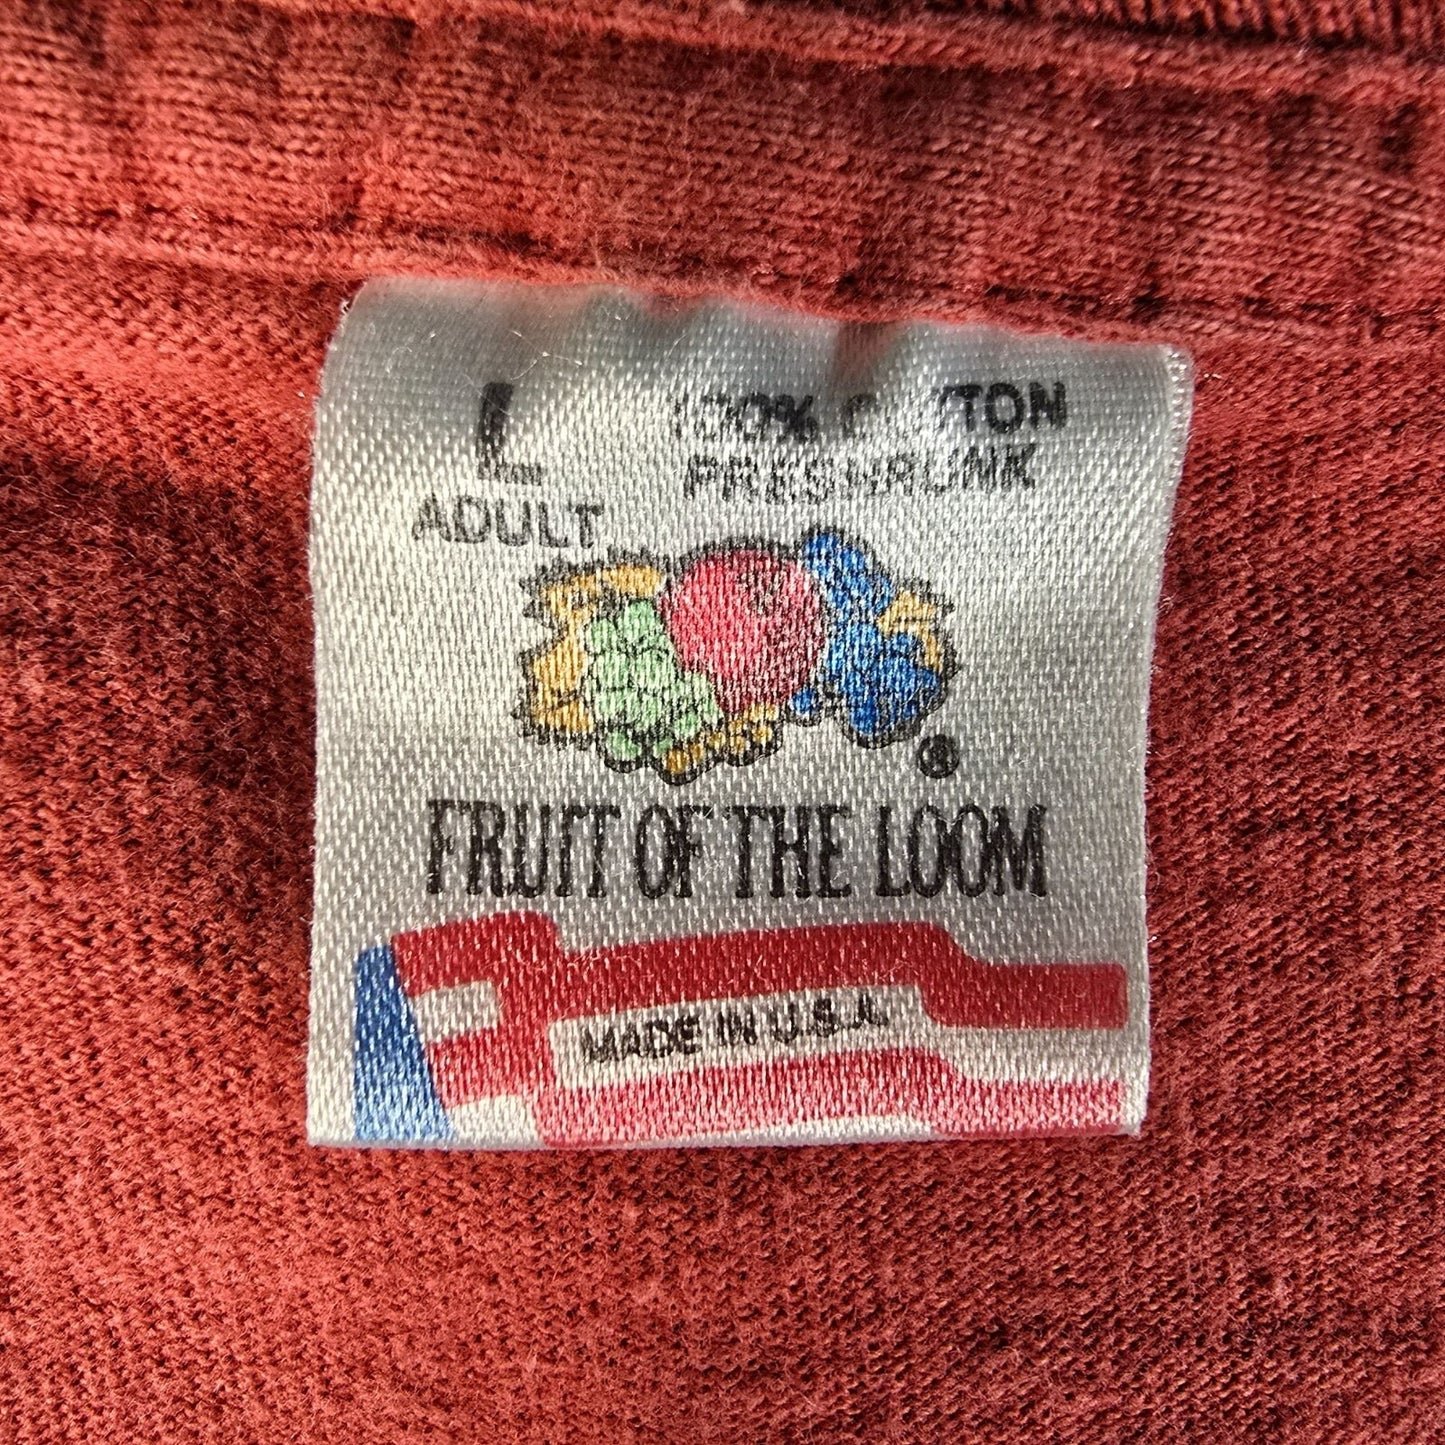 L 100% COTTON
ADULT PRESHRUNK
®
FRUIT OF THE LOOM
MADE IN U.S.A.